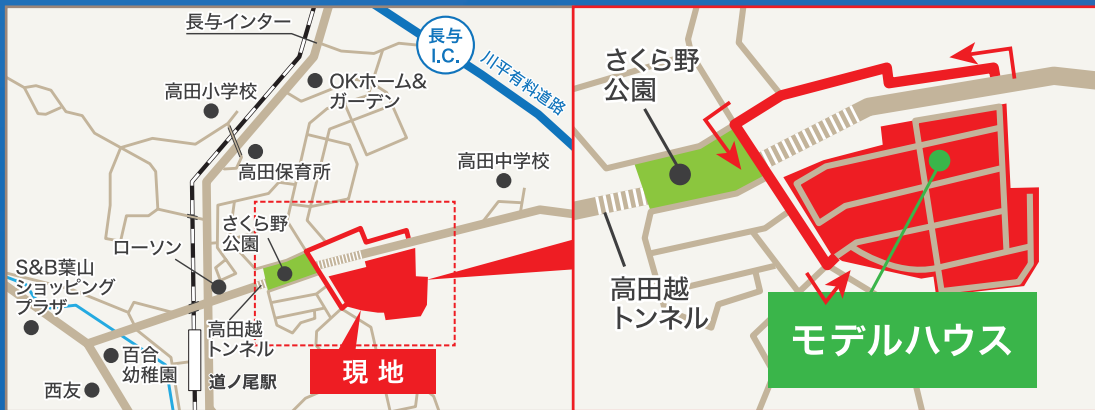 長与インター
長与
I.C.
川平有料道路
OKホーム&
ガーデン
高田小学校
高田保育所
高田中学校
さくら野
公園
ローソン
S&B葉山
ショッピング
プラザ
高田越
トンネル
百合
幼稚園
道ノ尾駅
西友
現地
さくら野
公園
高田越
トンネル
モデルハウス